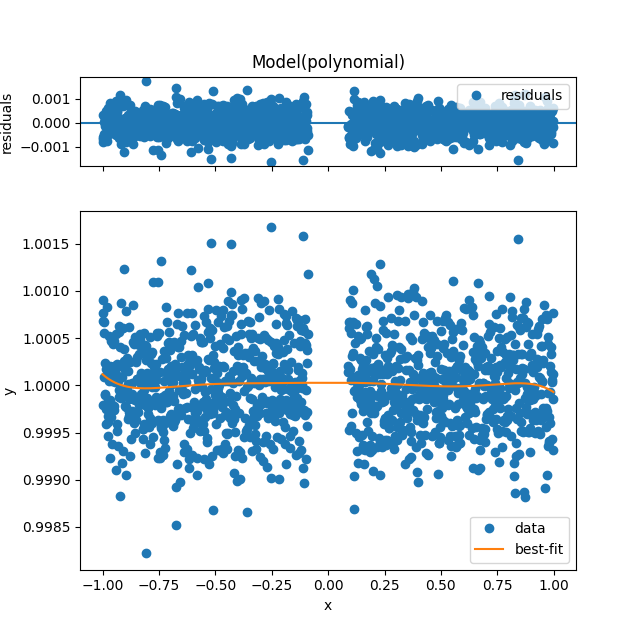 Model(polynomial)
residuals
0.001
0.000
−0.001
residuals
y
1.0015
1.0010
1.0005
1.0000
0.9995
0.9990
0.9985
data
best-fit
−1.00 −0.75 −0.50 −0.25 0.00 0.25 0.50 0.75 1.00
x